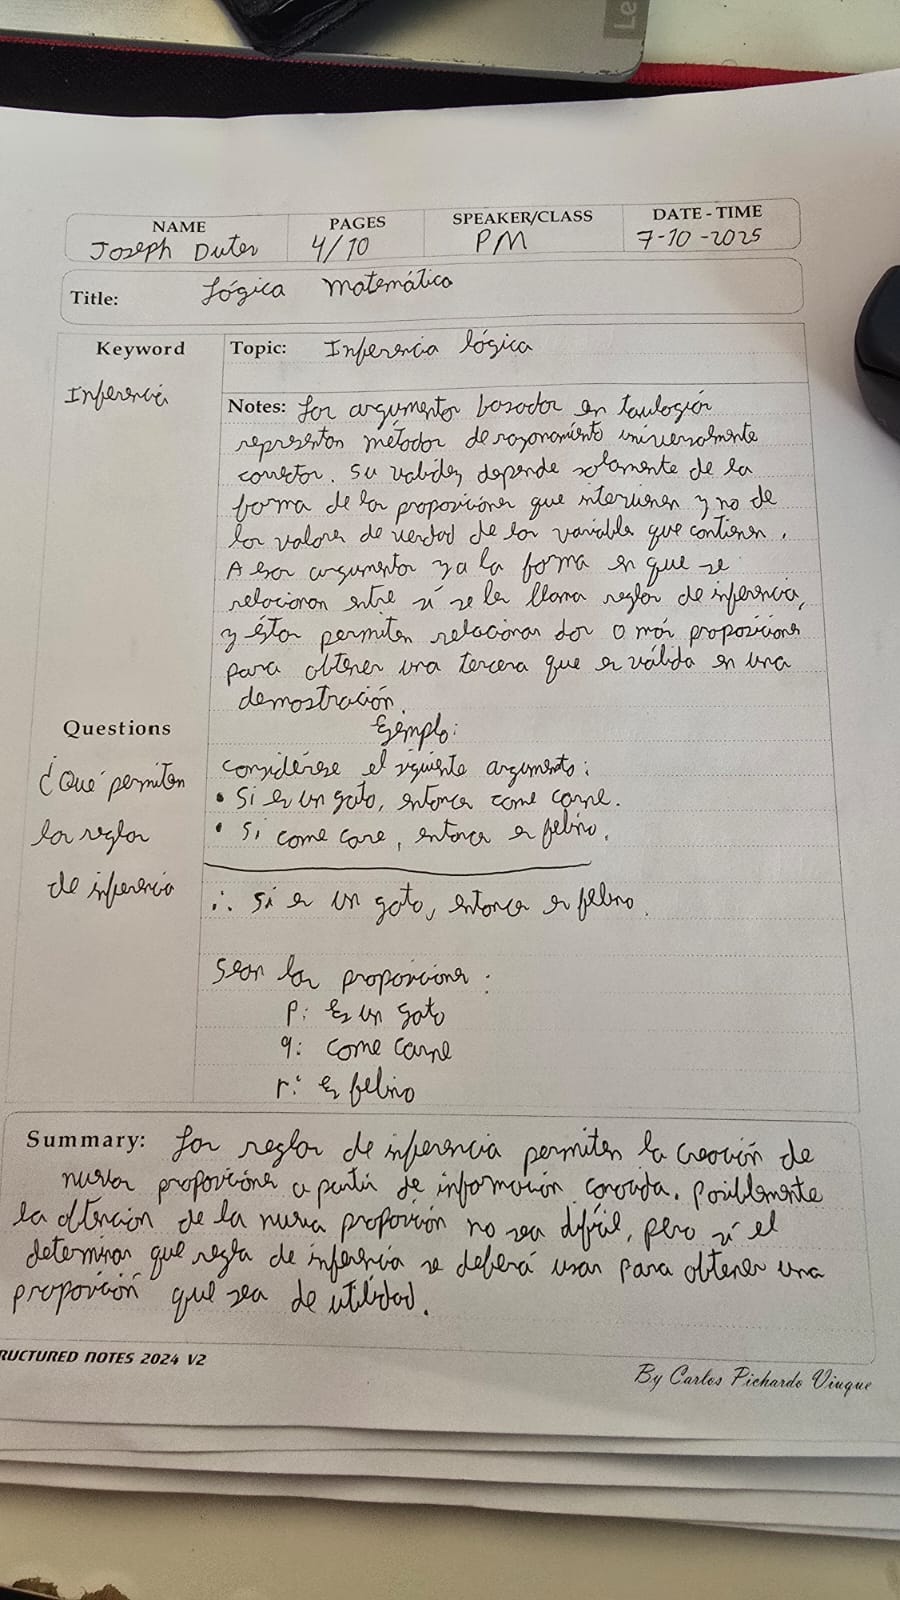 Le
NAME PAGES SPEAKER/CLASS DATE - TIME
Joseph Duter 4/10 PM 7-10-2025
Title: Lógica matemática
Keyword Topic: Inferencia lógica
Inferencia
Notes: Los argumentos basados en tautologías
representan métodos de razonamiento universalmente
correctos. Su validez depende solamente de la
forma de las proposiciones que intervienen y no de
los valores de verdad de las variables que contienen.
A esos argumentos y a la forma en que se
relacionan entre sí se les llama reglas de inferencia,
y éstas permiten relacionar dos o más proposiciones
para obtener una tercera que es válida en una
demostración.
Questions
¿Qué permiten
las reglas
de inferencia
Ejemplo:
Considérese el siguiente argumento:
• Si es un gato, entonces come carne.
• Si come care, entonces es felino.
∴ Si es un gato, entonces es felino.
Sean las proposiciones:
p: Es un gato
q: come carne
r: Es felino
Summary: Las reglas de inferencia permiten la creación de
nuevas proposiciones a partir de información conocida. Posiblemente
la obtención de la nueva proposición no sea difícil, pero sí el
determinar que regla de inferencia se deberá usar para obtener una
proposición que sea de utilidad.
RUCTURED NOTES 2024 V2
By Carlos Pichardo Viuque